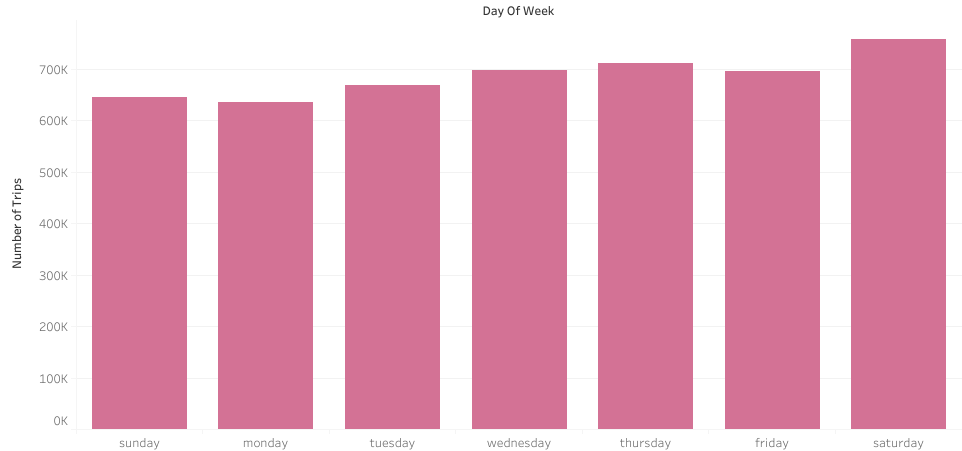 Day Of Week
Number of Trips
700K
600K
500K
400K
300K
200K
100K
0K
sunday
monday
tuesday
wednesday
thursday
friday
saturday